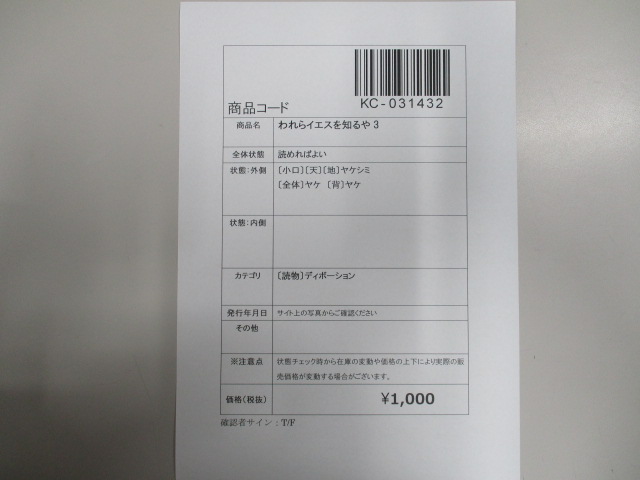 KC-031432
商品コード
商品名 われらイエスを知るや 3
全体状態 読めればよい
状態：外側 〔小口〕〔天〕〔地〕ヤケシミ
〔全体〕ヤケ 〔背〕ヤケ
状態：内側
カテゴリ 〔読物〕ディボーション
発行年月日 サイト上の写真からご確認ください
その他
※注意点 状態チェック時から在庫の変動や価格の上下により実際の販
売価格が変動する場合がございます。
価格（税抜） ¥1,000
確認者サイン：T/F